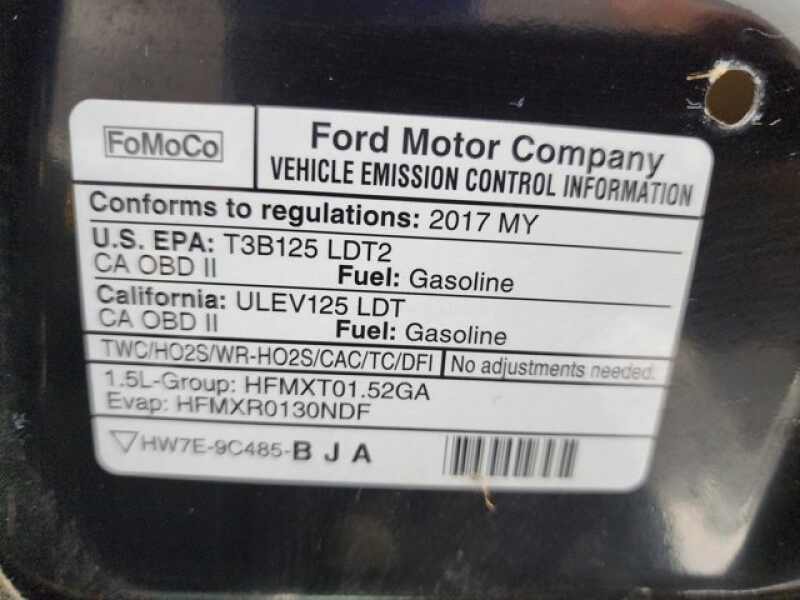 FoMoCo
Ford Motor Company
VEHICLE EMISSION CONTROL INFORMATION
Conforms to regulations: 2017 MY
U.S. EPA: T3B125 LDT2
CA OBD II Fuel: Gasoline
California: ULEV125 LDT
CA OBD II Fuel: Gasoline
TWC/HO2S/WR-HO2S/CAC/TC/DFI No adjustments needed.
1.5L-Group: HFMXT01.52GA
Evap: HFMXR0130NDF
HW7E-9C485-B J A